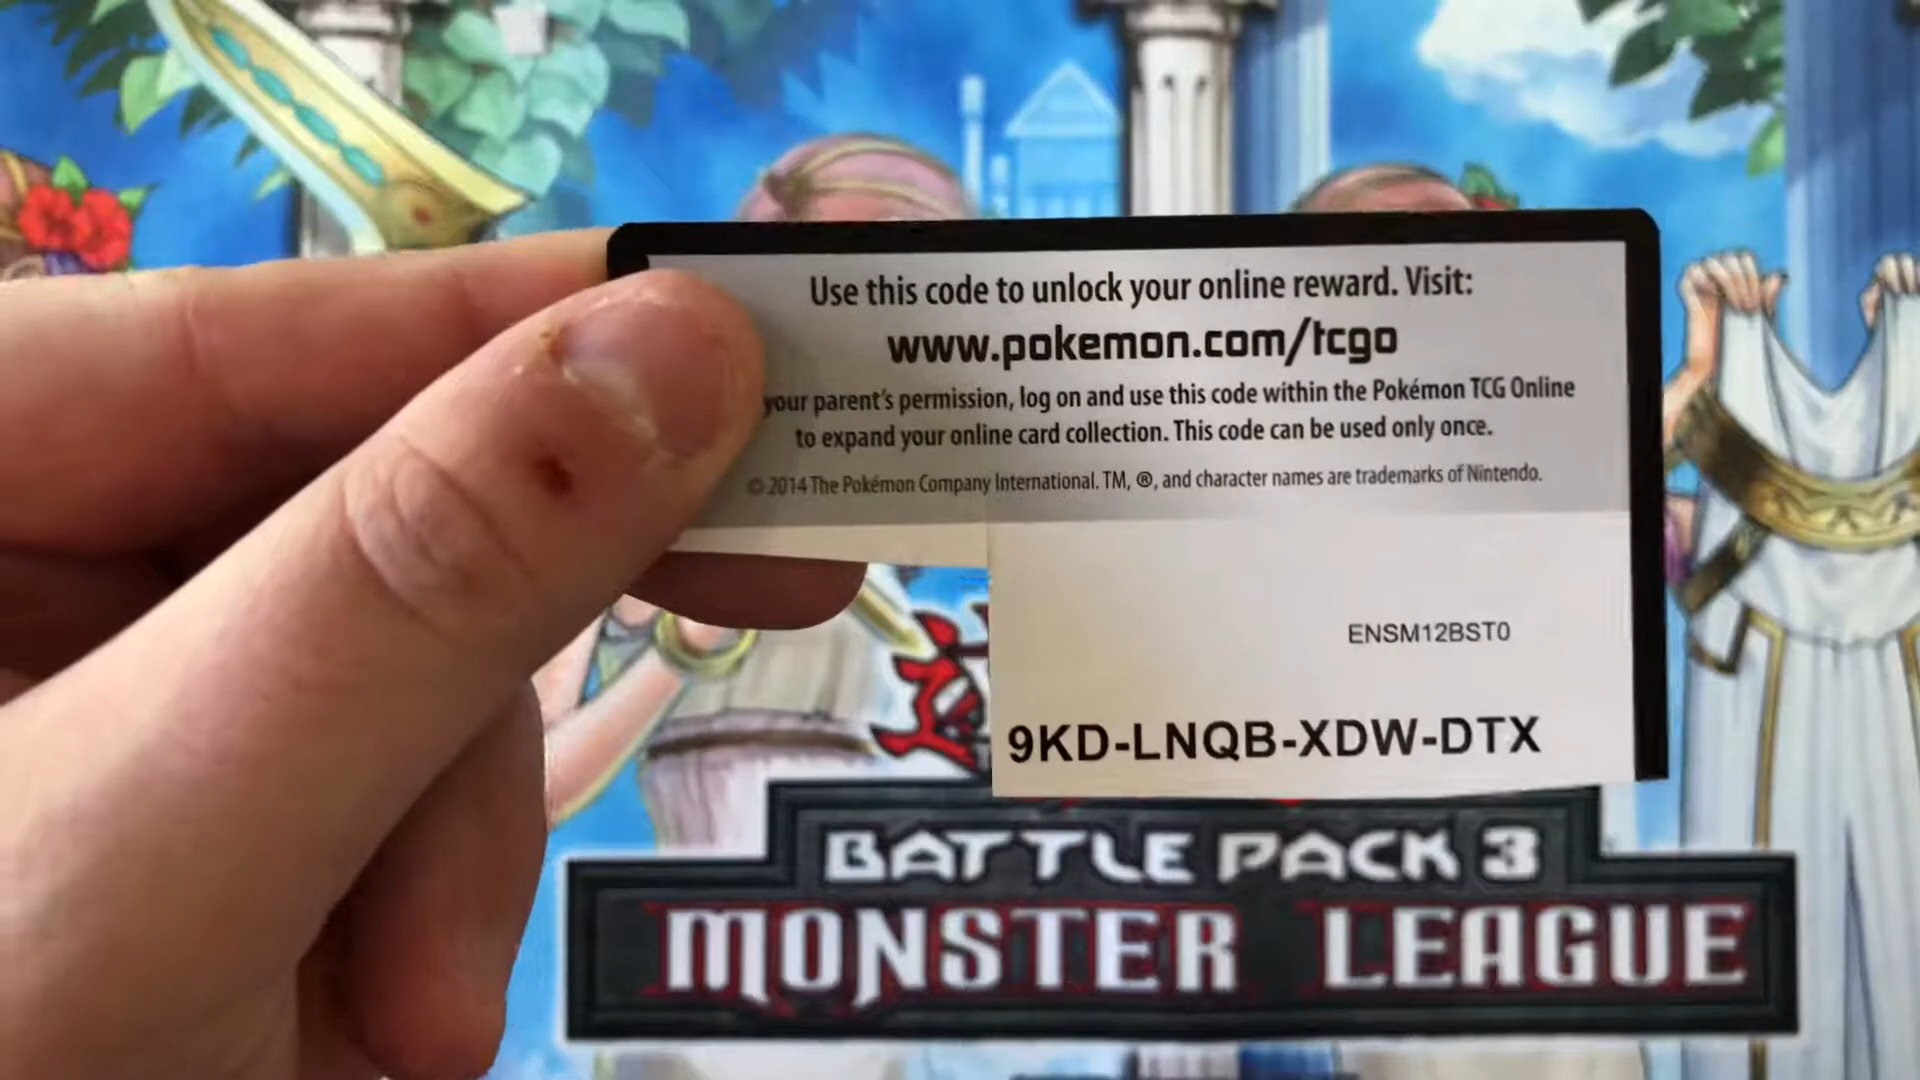 Use this code to unlock your online reward. Visit:
www.pokemon.com/tcgo
your parent's permission, log on and use this code within the Pokémon TCG Online
to expand your online card collection. This code can be used only once.
© 2014 The Pokémon Company International. TM, ®, and character names are trademarks of Nintendo.
ENSM12BST0
9KD-LNQB-XDW-DTX
BATTLE PACK 3
MONSTER LEAGUE